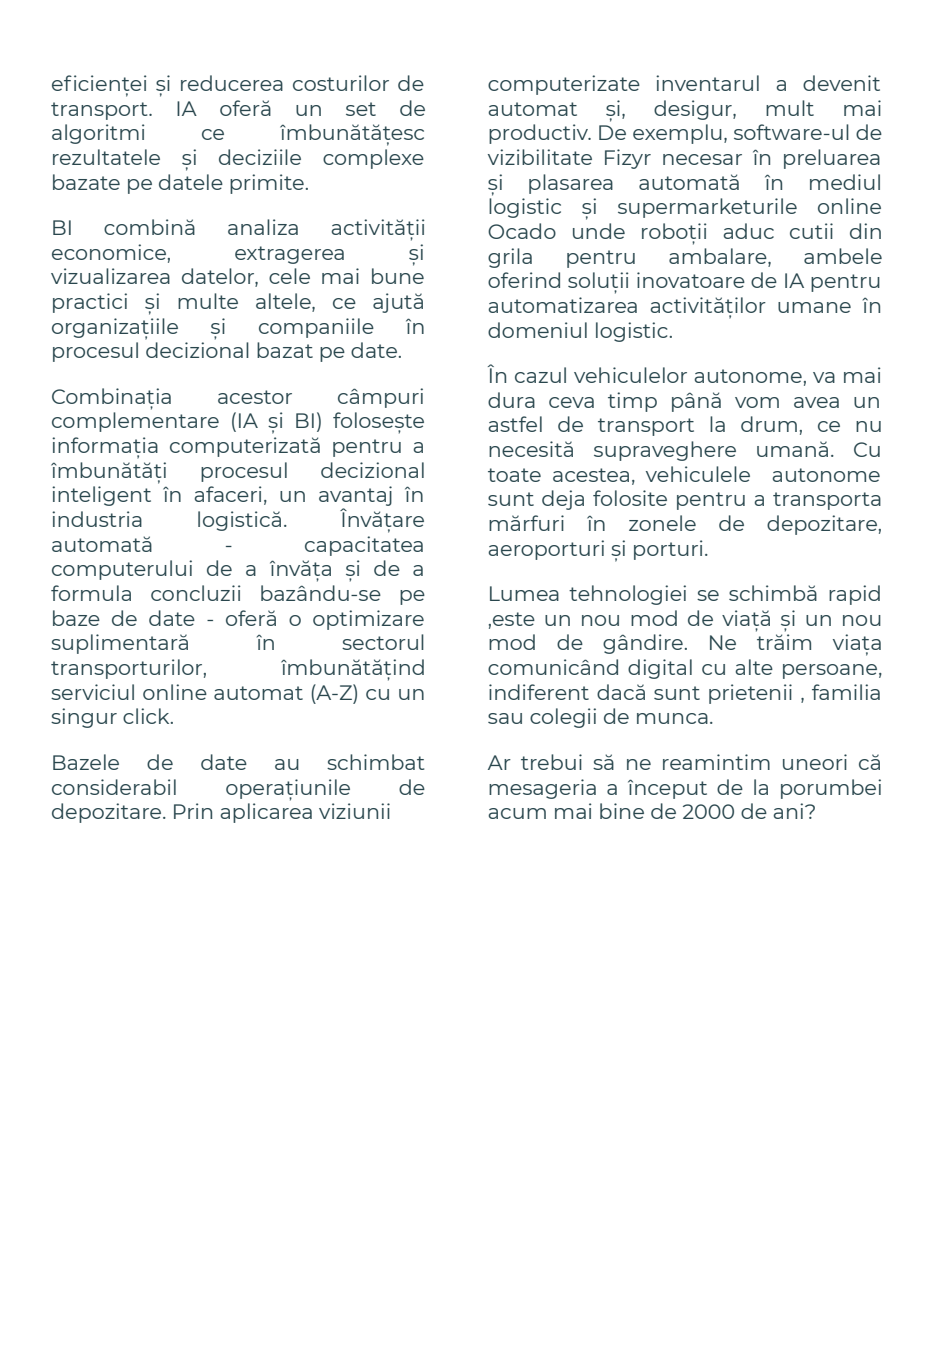 eficienței și reducerea costurilor de
transport. IA oferă un set de
algoritmi ce îmbunătățesc
rezultatele și deciziile complexe
bazate pe datele primite.
BI combină analiza activității
economice, extragerea și
vizualizarea datelor, cele mai bune
practici și multe altele, ce ajută
organizațiile și companiile în
procesul decizional bazat pe date.
Combinația acestor câmpuri
complementare (IA și BI) folosește
informația computerizată pentru a
îmbunătăți procesul decizional
inteligent în afaceri, un avantaj în
industria logistică. Învățare
automată - capacitatea
computerului de a învăța și de a
formula concluzii bazându-se pe
baze de date - oferă o optimizare
suplimentară în sectorul
transporturilor, îmbunătățind
serviciul online automat (A-Z) cu un
singur click.
Bazele de date au schimbat
considerabil operațiunile de
depozitare. Prin aplicarea viziunii
computerizate inventarul a devenit
automat și, desigur, mult mai
productiv. De exemplu, software-ul de
vizibilitate Fizyr necesar în preluarea
și plasarea automată în mediul
logistic și supermarketurile online
Ocado unde roboții aduc cutii din
grila pentru ambalare, ambele
oferind soluții inovatoare de IA pentru
automatizarea activităților umane în
domeniul logistic.
În cazul vehiculelor autonome, va mai
dura ceva timp până vom avea un
astfel de transport la drum, ce nu
necesită supraveghere umană. Cu
toate acestea, vehiculele autonome
sunt deja folosite pentru a transporta
mărfuri în zonele de depozitare,
aeroporturi și porturi.
Lumea tehnologiei se schimbă rapid
,este un nou mod de viață și un nou
mod de gândire. Ne trăim viața
comunicând digital cu alte persoane,
indiferent dacă sunt prietenii , familia
sau colegii de munca.
Ar trebui să ne reamintim uneori că
mesageria a început de la porumbei
acum mai bine de 2000 de ani?